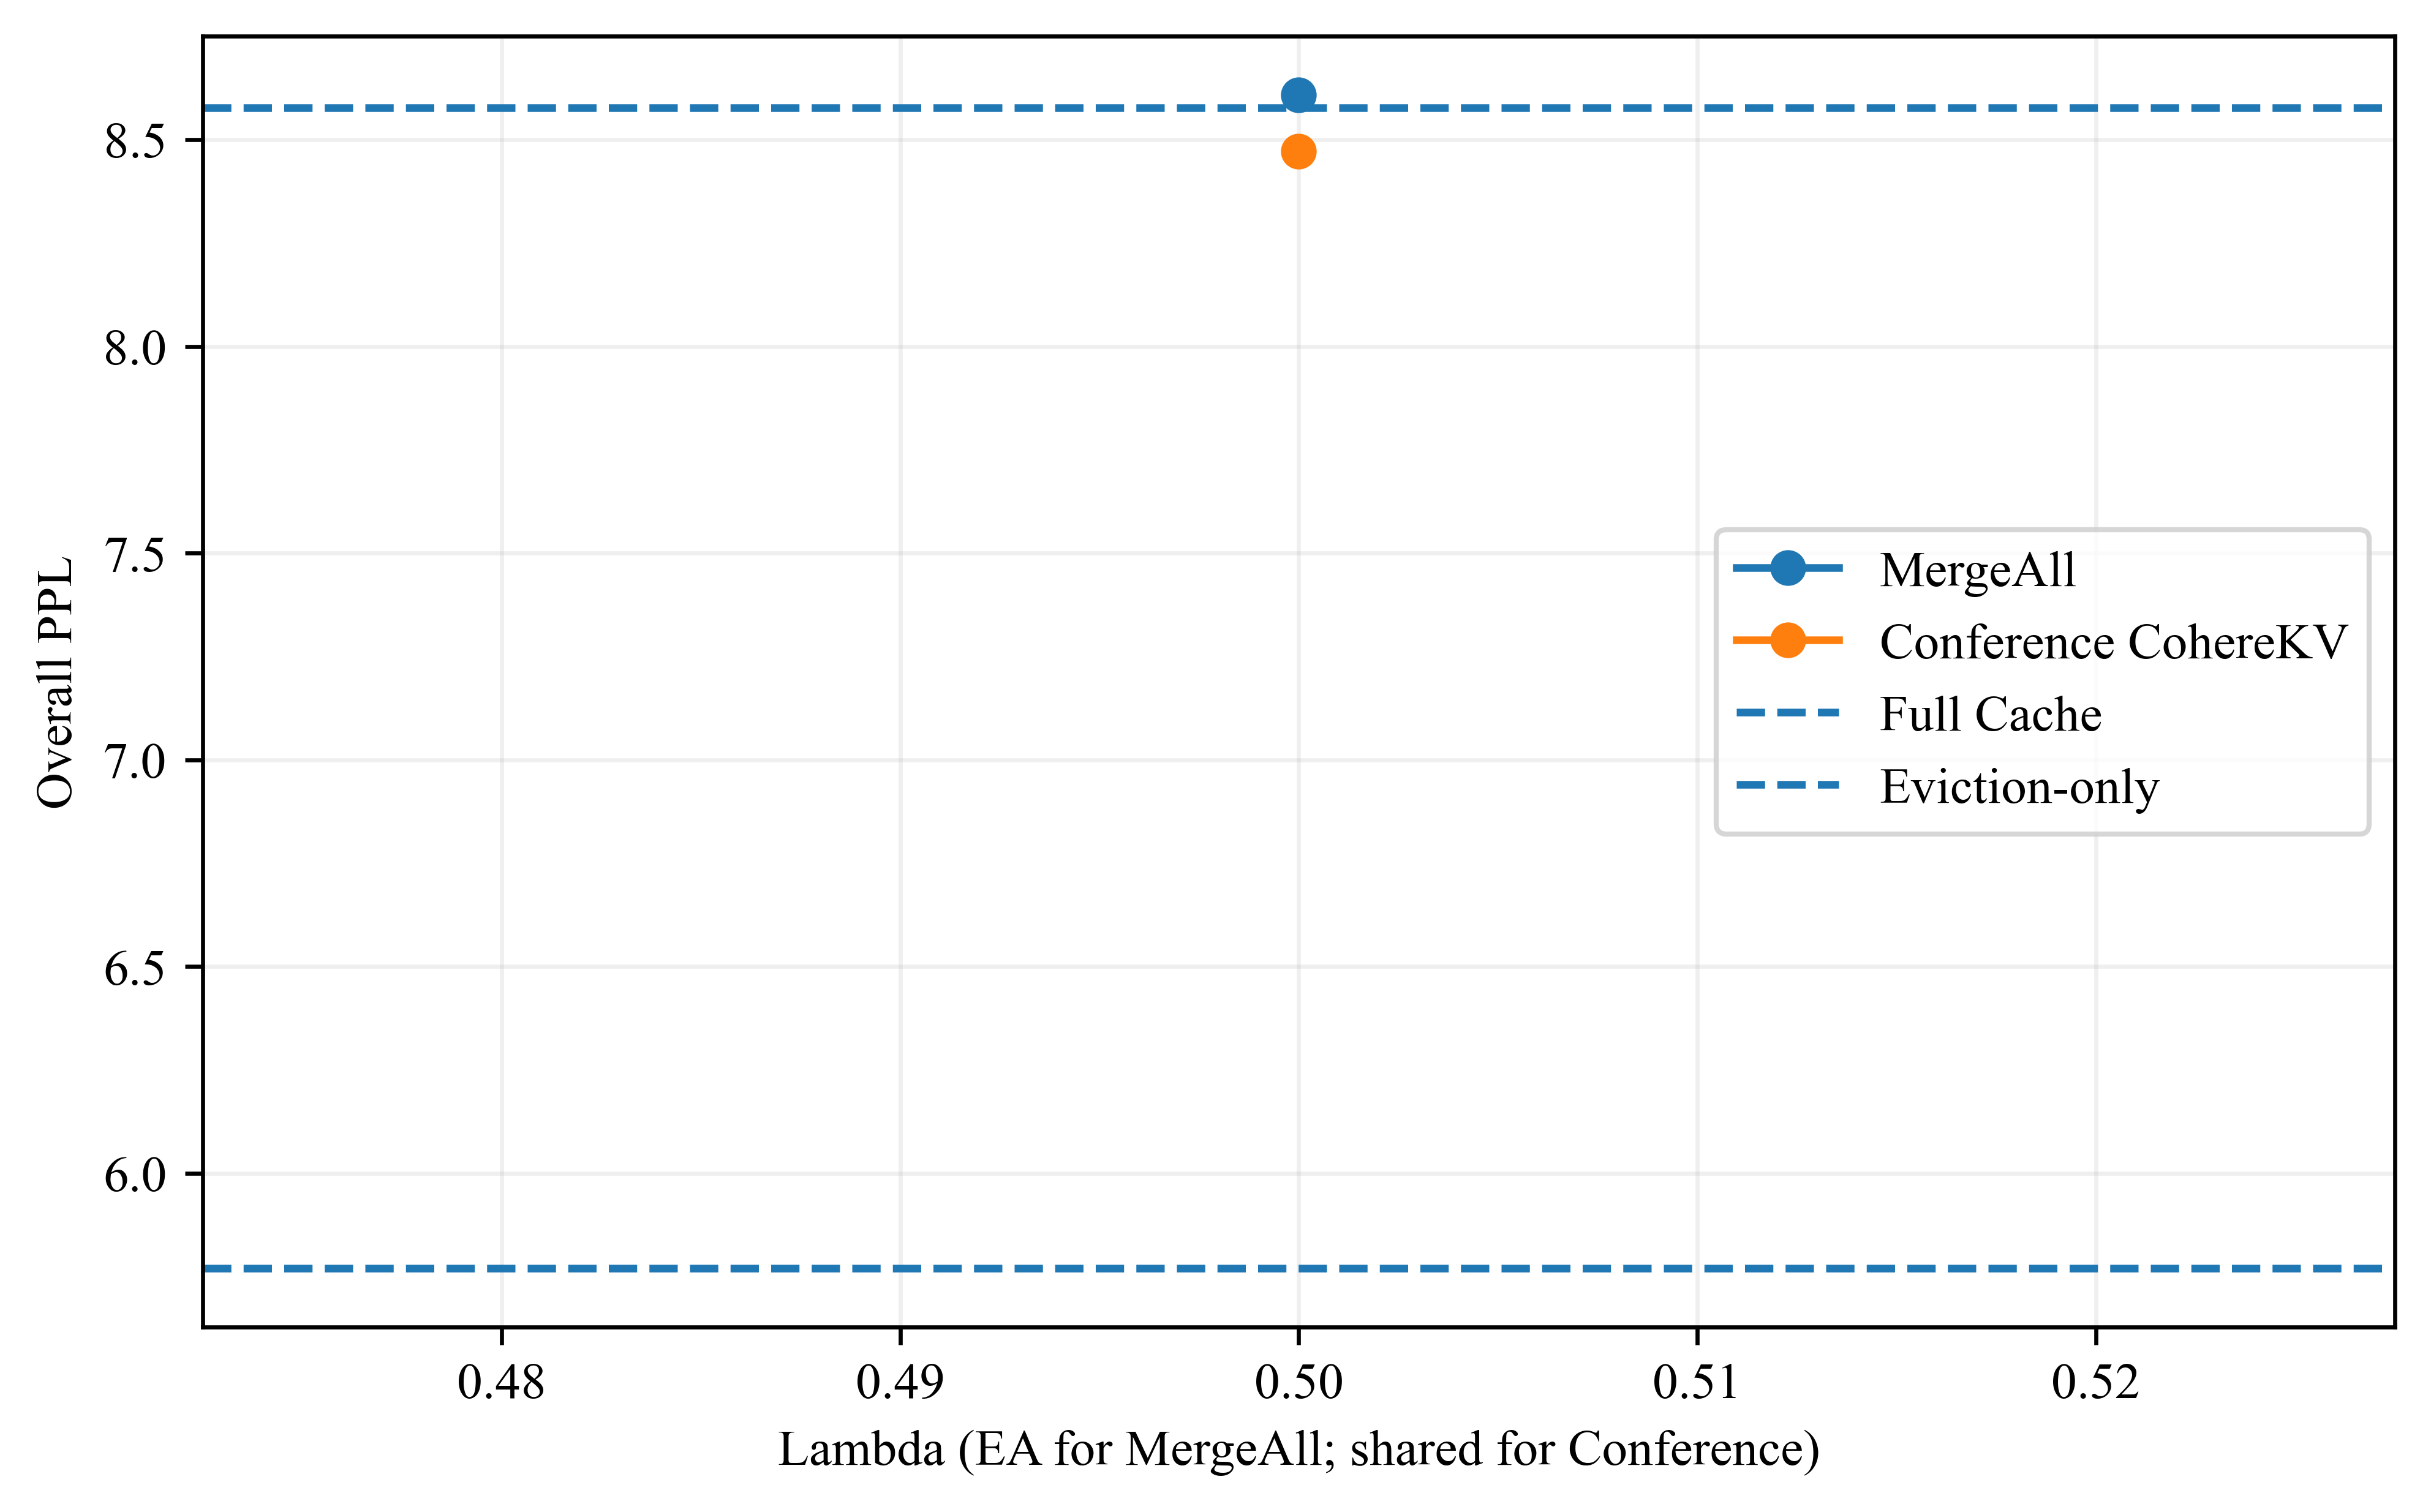 8.5
8.0
7.5
7.0
6.5
6.0
Overall PPL
MergeAll
Conference CohereKV
Full Cache
Eviction-only
0.48 0.49 0.50 0.51 0.52
Lambda (EA for MergeAll; shared for Conference)